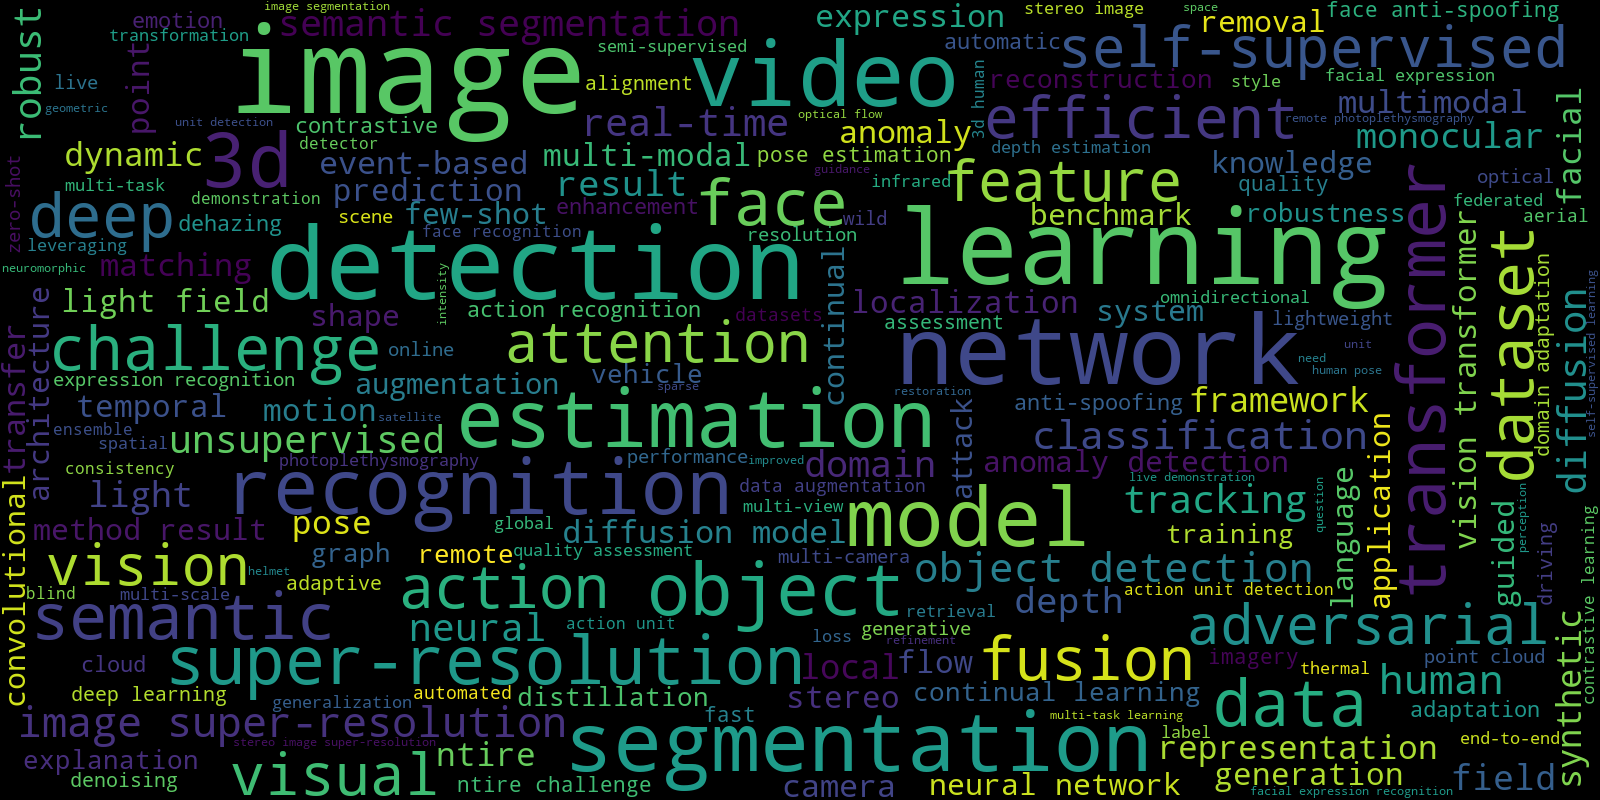 image segmentation
emotion
semantic segmentation
expression
stereo image
space
face anti-spoofing
removal
transformation
robust
point
image
semi-supervised
video
automatic
self-supervised
live
alignment
3d human
reconstruction
style
facial expression
geometric
unit detection
contrastive
real-time
optical flow
anomaly
efficient
remote photoplethysmography
multimodal
monocular
facial
detector
dynamic
3d
event-based
multi-modal
pose estimation
depth estimation
knowledge
zero-shot
multi-task
demonstration
prediction
result
guidance
infrared
feature
quality
optical
deep
dehazing
scene
few-shot
enhancement
face
wild
benchmark
robustness
federated
aerial
leveraging
face recognition
resolution
learning
transformer
vision transformer
neuromorphic
matching
detection
intensity
continual
dataset
domain adaptation
diffusion
self-supervised learning
light field
shape
action recognition
datasets
localization
omnidirectional
system
lightweight
transfer
architecture
challenge
online
attention
assessment
network
unit
need
human pose
expression recognition
augmentation
vehicle
sparse
restoration
temporal
motion
satellite
estimation
attack
anti-spoofing
framework
ensemble
spatial
unsupervised
classification
application
consistency
photoplethysmography
performance
improved
domain
anomaly detection
convolutional
light
recognition
data augmentation
live demonstration
language
question
guided
perception
driving
contrastive learning
multi-view
model
tracking
method result
pose
global
diffusion model
training
graph
remote
quality assessment
multi-camera
object detection
vision
helmet
adaptive
action
object
depth
action unit detection
blind
multi-scale
semantic
neural
action unit
retrieval
generative
loss
refinement
adversarial
synthetic
cloud
super-resolution
local
flow
fusion
imagery
thermal
point cloud
human
deep learning
generalization
automated
distillation
stereo
continual learning
data
adaptation
image super-resolution
fast
multi-task learning
label
stereo image super-resolution
ntire
segmentation
representation
end-to-end
explanation
denoising
visual
ntire challenge
camera
neural network
generation
field
facial expression recognition